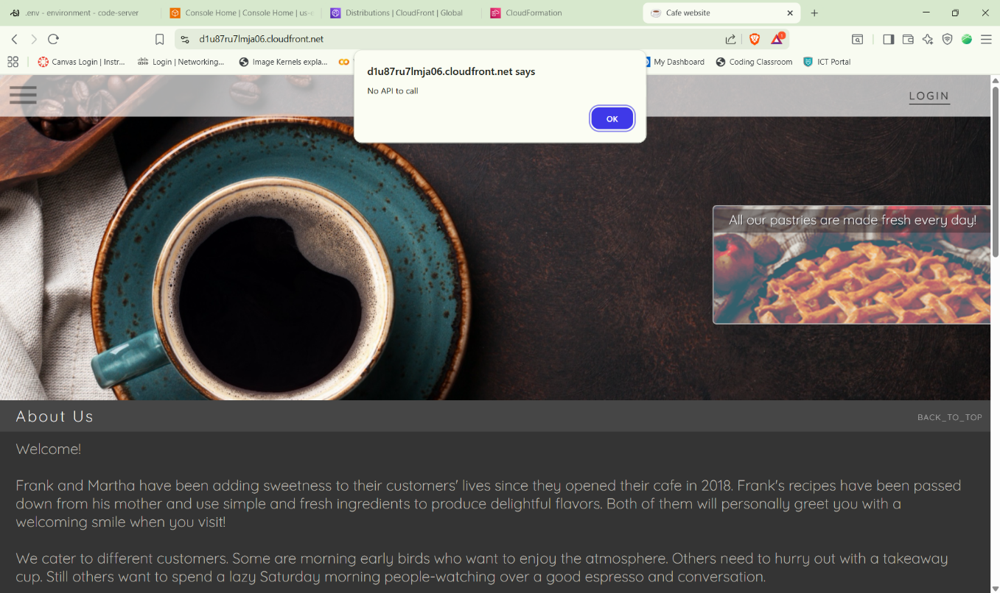 .env - environment - code-server
Console Home | Console Home | us-e
Distributions | CloudFront | Global
CloudFormation
Cafe website
d1u87ru7lmja06.cloudfront.net
1
Canvas Login | Instr...
Login | Networking...
Image Kernels expla...
My Dashboard
Coding Classroom
ICT Portal
d1u87ru7lmja06.cloudfront.net says
No API to call
OK
LOGIN
All our pastries are made fresh every day!
About Us
BACK_TO_TOP
Welcome!
Frank and Martha have been adding sweetness to their customers' lives since they opened their cafe in 2018. Frank's recipes have been passed
down from his mother and use simple and fresh ingredients to produce delightful flavors. Both of them will personally greet you with a
welcoming smile when you visit!
We cater to different customers. Some are morning early birds who want to enjoy the atmosphere. Others need to hurry out with a takeaway
cup. Still others want to spend a lazy Saturday morning people-watching over a good espresso and conversation.